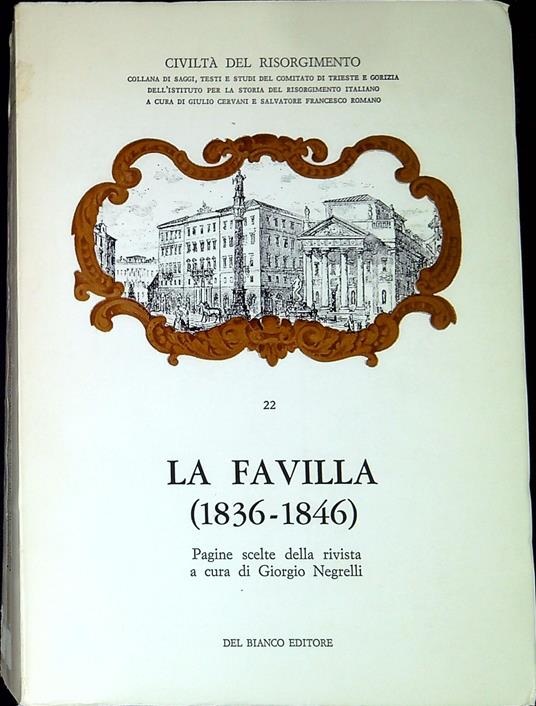 CIVILTÀ DEL RISORGIMENTO
COLLANA DI SAGGI, TESTI E STUDI DEL COMITATO DI TRIESTE E GORIZIA
DELL'ISTITUTO PER LA STORIA DEL RISORGIMENTO ITALIANO
A CURA DI GIULIO CERVANI E SALVATORE FRANCESCO ROMANO
22
LA FAVILLA
(1836-1846)
Pagine scelte della rivista
a cura di Giorgio Negrelli
DEL BIANCO EDITORE